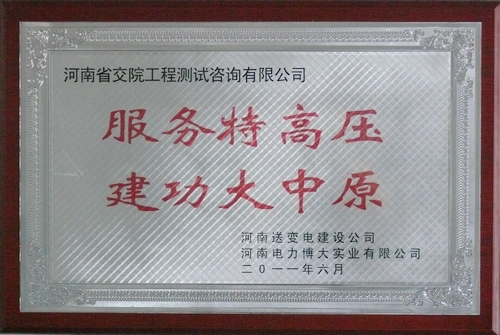 河南省交院工程测试咨询有限公司
服务特高压
建功大中原
河南送变电建设公司
河南电力博大实业有限公司
二〇一一年六月